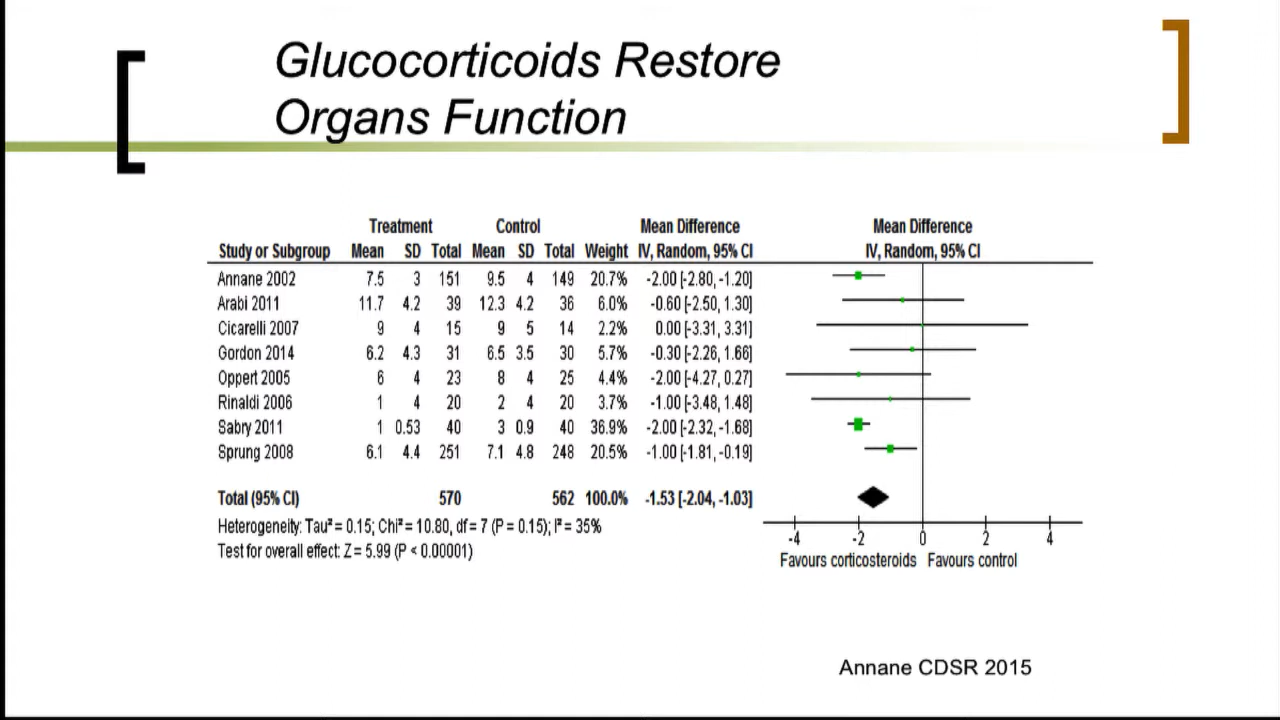 Glucocorticoids Restore
Organs Function
Treatment Control Mean Difference Mean Difference
Study or Subgroup Mean SD Total Mean SD Total Weight IV, Random, 95% CI IV, Random, 95% CI
Annane 2002 7.5 3 151 9.5 4 149 20.7% -2.00 [-2.80, -1.20]
Arabi 2011 11.7 4.2 39 12.3 4.2 36 6.0% -0.60 [-2.50, 1.30]
Cicarelli 2007 9 4 15 9 5 14 2.2% 0.00 [-3.31, 3.31]
Gordon 2014 6.2 4.3 31 6.5 3.5 30 5.7% -0.30 [-2.26, 1.66]
Oppert 2005 6 4 23 8 4 25 4.4% -2.00 [-4.27, 0.27]
Rinaldi 2006 1 4 20 2 4 20 3.7% -1.00 [-3.48, 1.48]
Sabry 2011 1 0.53 40 3 0.9 40 36.9% -2.00 [-2.32, -1.68]
Sprung 2008 6.1 4.4 251 7.1 4.8 248 20.5% -1.00 [-1.81, -0.19]
Total (95% CI) 570 562 100.0% -1.53 [-2.04, -1.03]
Heterogeneity: Tau² = 0.15; Chi² = 10.80, df = 7 (P = 0.15); I² = 35%
Test for overall effect: Z = 5.99 (P < 0.00001)
-4 -2 0 2 4
Favours corticosteroids Favours control
Annane CDSR 2015